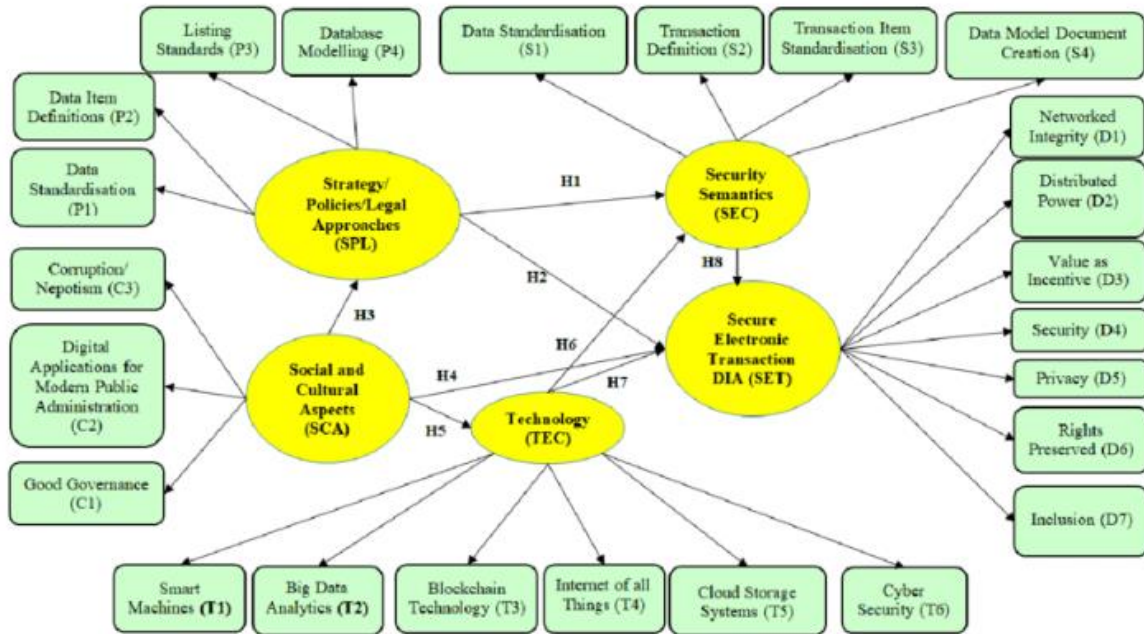 Listing
Standards (P3)
Database
Modelling (P4)
Data Standardisation
(S1)
Transaction
Definition (S2)
Transaction Item
Standardisation (S3)
Data Model Document
Creation (S4)
Data Item
Definitions (P2)
Data
Standardisation
(P1)
Corruption/
Nepotism (C3)
Digital
Applications for
Modern Public
Administration
(C2)
Good Governance
(C1)
Strategy/
Policies/Legal
Approaches
(SPL)
Social and
Cultural
Aspects
(SCA)
Security
Semantics
(SEC)
Secure
Electronic
Transaction
DIA (SET)
Technology
(TEC)
H1
H2
H3
H4
H5
H6
H7
H8
Networked
Integrity (D1)
Distributed
Power (D2)
Value as
Incentive (D3)
Security (D4)
Privacy (D5)
Rights
Preserved (D6)
Inclusion (D7)
Smart
Machines (T1)
Big Data
Analytics (T2)
Blockchain
Technology (T3)
Internet of all
Things (T4)
Cloud Storage
Systems (T5)
Cyber
Security (T6)